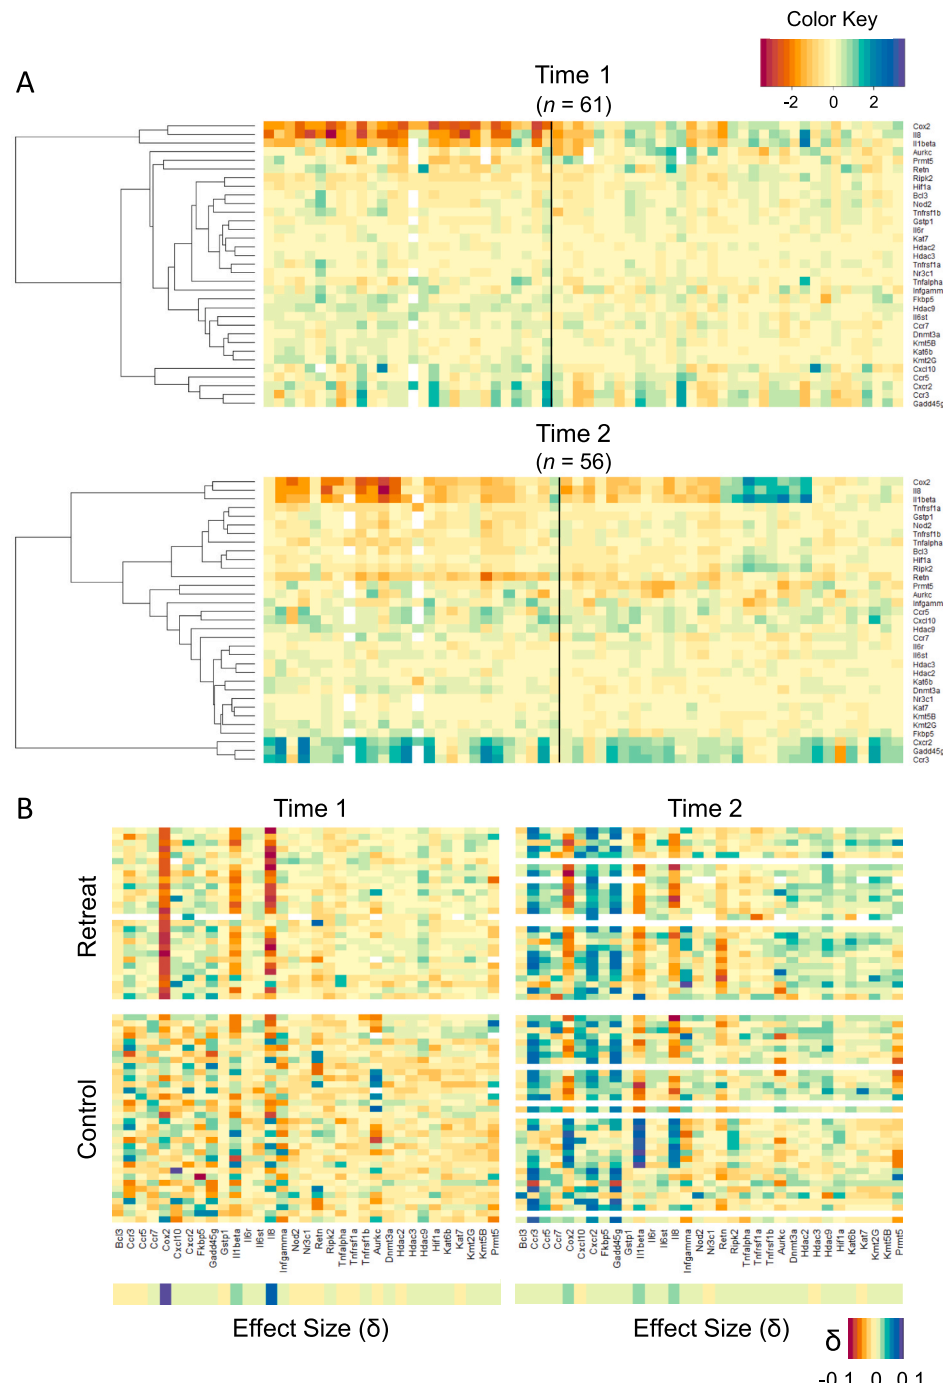 Color Key
A
Time 1
(n = 61)
-2 0 2
Cox2
Il8
Il1beta
Aurkc
Prmt5
Retn
Ripk2
Hif1a
Bcl3
Nod2
Tnfrsf1b
Gstp1
Il6r
Kat7
Hdac2
Hdac3
Tnfrsf1a
Nr3c1
Tnfalpha
Infgamm
Fkbp5
Hdac9
Il6st
Ccr7
Dnmt3a
Kmt5B
Kat6b
Kmt2G
Cxcl10
Ccr5
Cxcr2
Ccr3
Gadd45g
Time 2
(n = 56)
Cox2
Il8
Il1beta
Tnfrsf1a
Gstp1
Nod2
Tnfrsf1b
Tnfalpha
Bcl3
Hif1a
Ripk2
Retn
Prmt5
Aurkc
Infgamm
Ccr5
Cxcl10
Hdac9
Ccr7
Il6r
Il6st
Hdac3
Hdac2
Kat6b
Dnmt3a
Nr3c1
Kat7
Kmt5B
Kmt2G
Fkbp5
Cxcr2
Gadd45g
Ccr3
B
Time 1 Time 2
Retreat
Control
Bcl3 Ccr3 Ccr5 Ccr7 Cox2 Cxcl10 Cxcr2 Fkbp5 Gadd45g Gstp1 Il1beta Il6r Il6st Il8 Infgamma Nod2 Nr3c1 Retn Ripk2 Tnfalpha Tnfrsf1a Tnfrsf1b Aurkc Dnmt3a Hdac2 Hdac3 Hdac9 Hif1a Kat6b Kat7 Kmt2G Kmt5B Prmt5
Bcl3 Ccr3 Ccr5 Ccr7 Cox2 Cxcl10 Cxcr2 Fkbp5 Gadd45g Gstp1 Il1beta Il6r Il6st Il8 Infgamma Nod2 Nr3c1 Retn Ripk2 Tnfalpha Tnfrsf1a Tnfrsf1b Aurkc Dnmt3a Hdac2 Hdac3 Hdac9 Hif1a Kat6b Kat7 Kmt2G Kmt5B Prmt5
Effect Size (δ) Effect Size (δ)
δ
-0.1 0 0.1